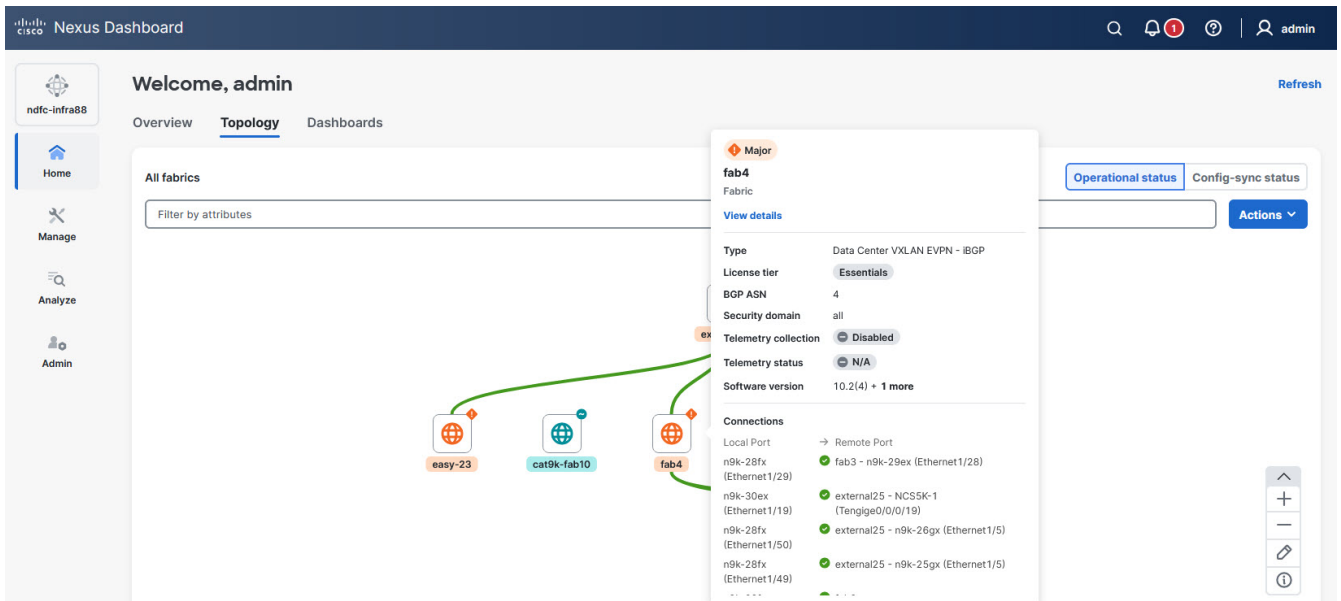 cisco Nexus Dashboard
1
admin
ndfc-infra88
Home
Manage
Analyze
Admin
Welcome, admin
Refresh
Overview Topology Dashboards
All fabrics
Operational status Config-sync status
Filter by attributes
Actions
ex
easy-23
cat9k-fab10
fab4
Major
fab4
Fabric
View details
Type Data Center VXLAN EVPN - iBGP
License tier Essentials
BGP ASN 4
Security domain all
Telemetry collection Disabled
Telemetry status N/A
Software version 10.2(4) + 1 more
Connections
Local Port → Remote Port
n9k-28fx fab3 - n9k-29ex (Ethernet1/28)
(Ethernet1/29)
n9k-30ex external25 - NCS5K-1
(Ethernet1/19) (Tengige0/0/0/19)
n9k-28fx external25 - n9k-26gx (Ethernet1/5)
(Ethernet1/50)
n9k-28fx external25 - n9k-25gx (Ethernet1/5)
(Ethernet1/49)